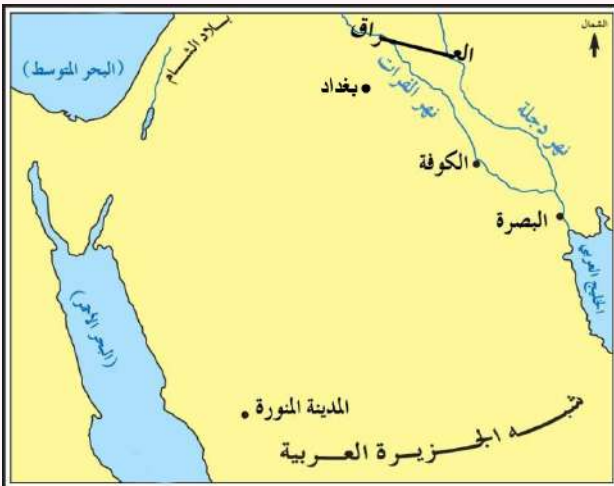 الشمال
العراق
بلاد الشام
(البحر المتوسط)
بغداد
نهر الفرات
نهر دجلة
الكوفة
البصرة
الخليج العربي
(البحر الأحمر)
المدينة المنورة
شبه الجزيرة العربية